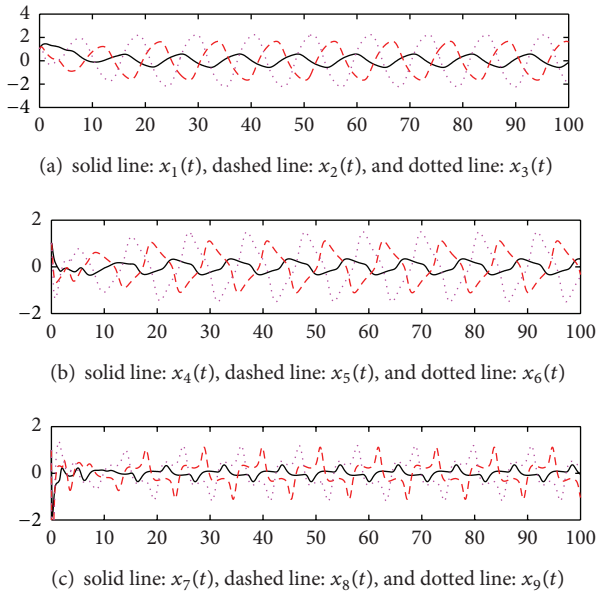 4
2
0
−2
−4
0 10 20 30 40 50 60 70 80 90 100
(a) solid line: x₁(t), dashed line: x₂(t), and dotted line: x₃(t)
2
0
−2
0 10 20 30 40 50 60 70 80 90 100
(b) solid line: x₄(t), dashed line: x₅(t), and dotted line: x₆(t)
2
0
−2
0 10 20 30 40 50 60 70 80 90 100
(c) solid line: x₇(t), dashed line: x₈(t), and dotted line: x₉(t)